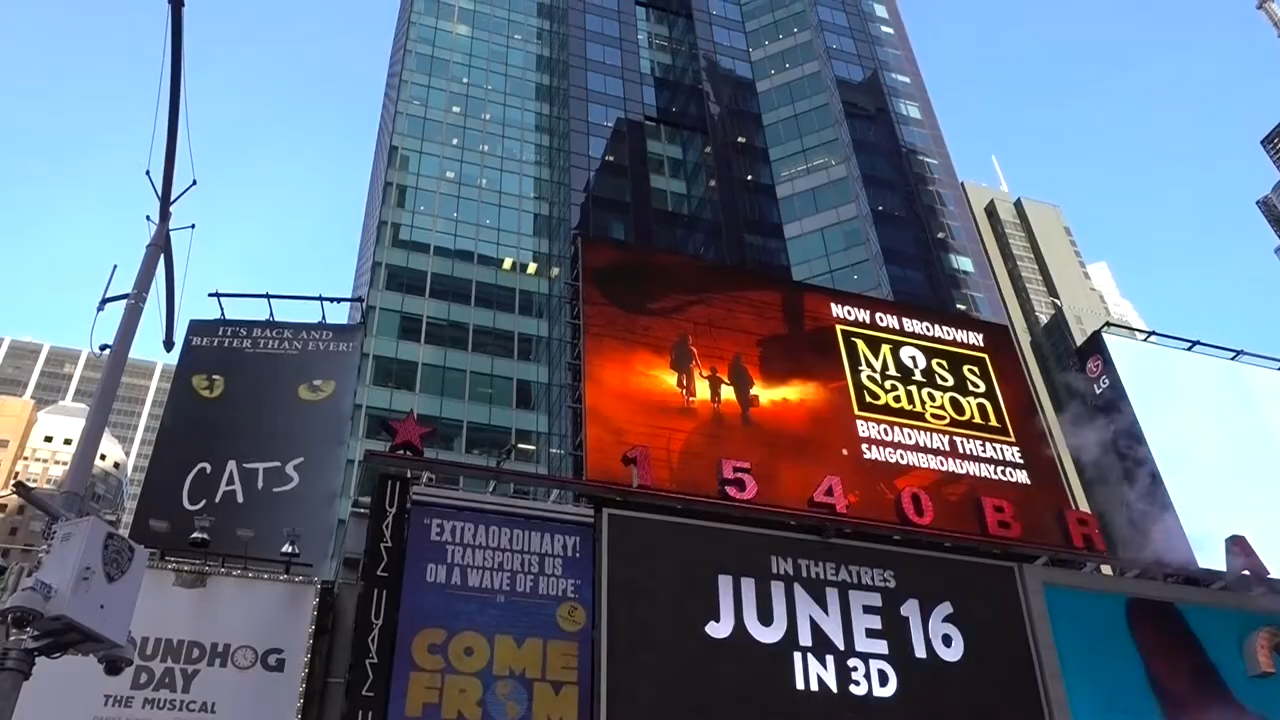 IT'S BACK AND
BETTER THAN EVER!
CATS
NOW ON BROADWAY
MISS
Saigon
BROADWAY THEATRE
SAIGONBROADWAY.COM
LG
1540 BR
A
MAC
MAC
"EXTRAORDINARY!
TRANSPORTS US
ON A WAVE OF HOPE."
COME
FROM
IN THEATRES
JUNE 16
IN 3D
OUNDHOG
DAY
THE MUSICAL